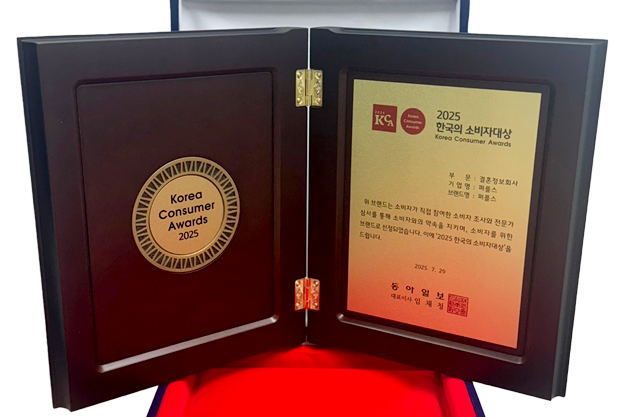 Korea
Consumer
Awards
2025
KCA
Korea
Consumer
Awards
2025
한국의 소비자대상
Korea Consumer Awards
부 문 : 결혼정보회사
기 업 명 : 퍼플스
브랜드명 : 퍼플스
위 브랜드는 소비자가 직접 참여한 소비자 조사와 전문가
심사를 통해 소비자와의 약속을 지키며, 소비자를 위한
브랜드로 선정되었습니다. 이에 '2025 한국의 소비자대상'을
드립니다.
2025. 7. 29
동아일보
대표이사 임 채 청